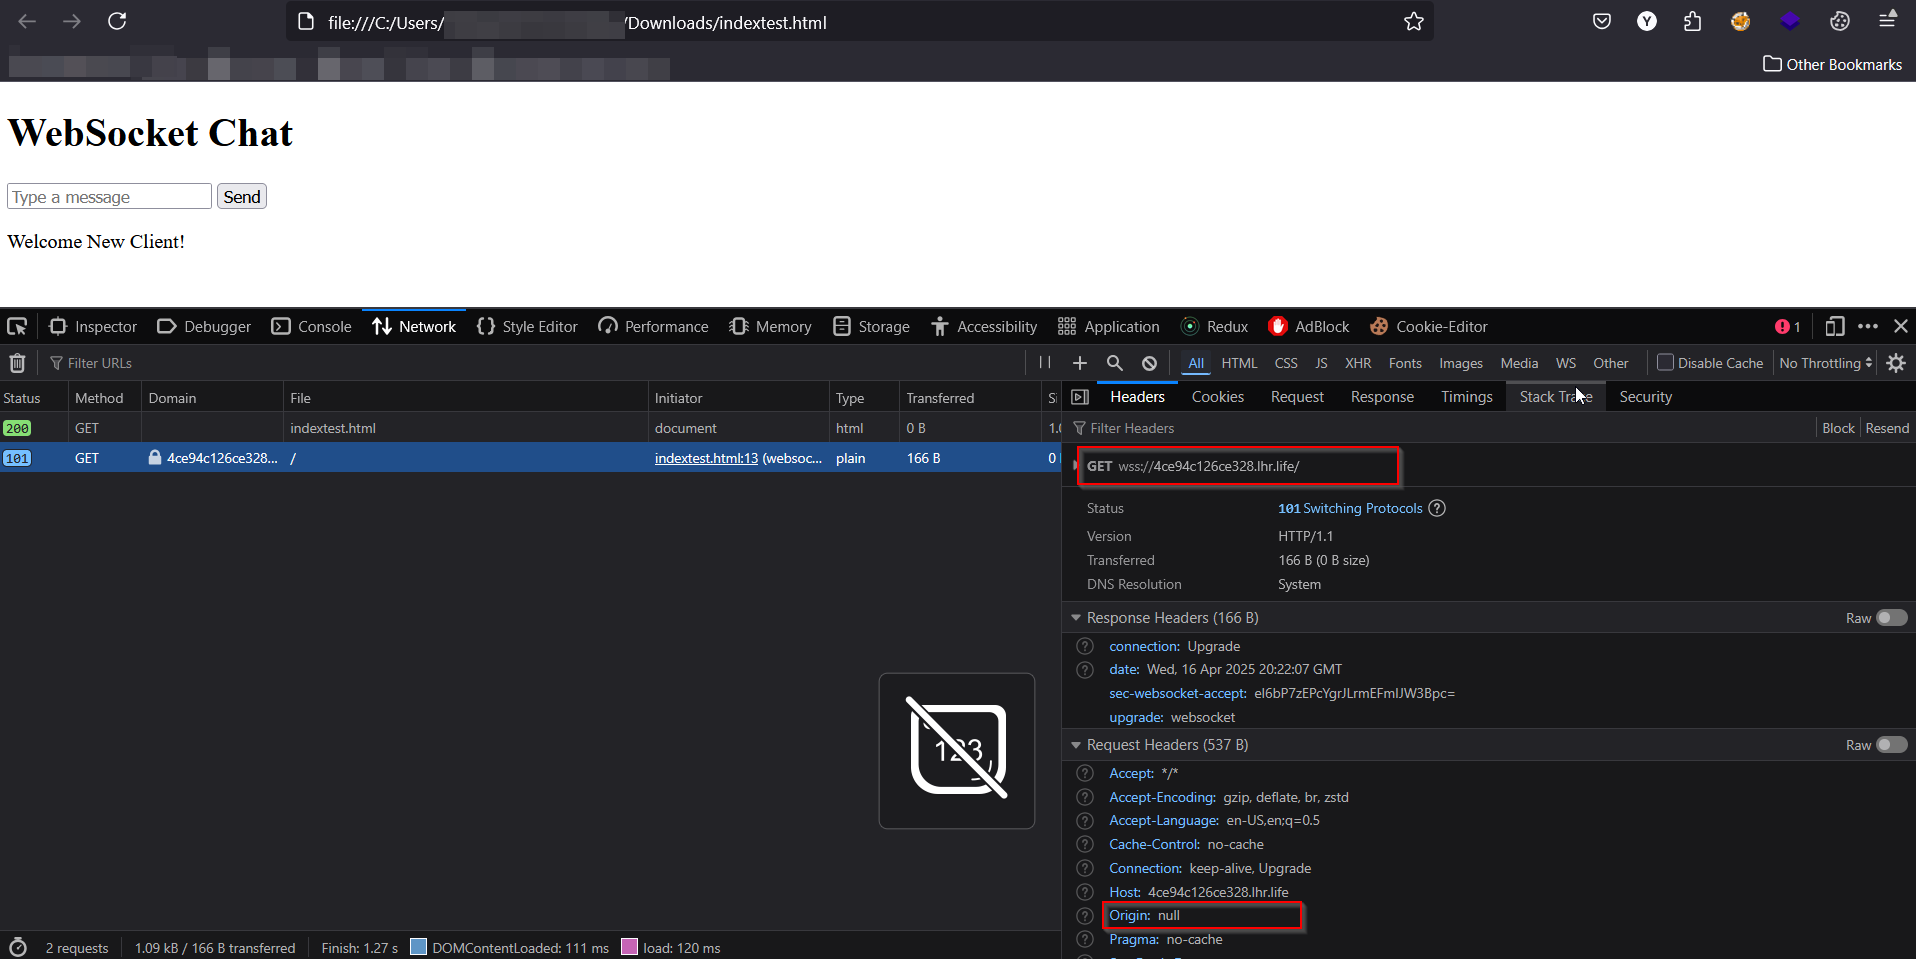 file:///C:/Users/ /Downloads/indextest.html
Y
Other Bookmarks
WebSocket Chat
Type a message Send
Welcome New Client!
Inspector Debugger Console Network Style Editor Performance Memory Storage Accessibility Application Redux AdBlock Cookie-Editor 1
Filter URLs All HTML CSS JS XHR Fonts Images Media WS Other Disable Cache No Throttling
Status Method Domain File Initiator Type Transferred Si
200 GET indextest.html document html 0 B 1.0
101 GET 4ce94c126ce328... / indextest.html:13 (websoc... plain 166 B 0
Headers Cookies Request Response Timings Stack Trace Security
Filter Headers Block Resend
GET wss://4ce94c126ce328.lhr.life/
Status 101 Switching Protocols
Version HTTP/1.1
Transferred 166 B (0 B size)
DNS Resolution System
Response Headers (166 B) Raw
connection: Upgrade
date: Wed, 16 Apr 2025 20:22:07 GMT
sec-websocket-accept: el6bP7zEPcYgrJLrmEFmIJW3Bpc=
upgrade: websocket
Request Headers (537 B) Raw
Accept: */*
Accept-Encoding: gzip, deflate, br, zstd
Accept-Language: en-US,en;q=0.5
Cache-Control: no-cache
Connection: keep-alive, Upgrade
Host: 4ce94c126ce328.lhr.life
Origin: null
Pragma: no-cache
123
2 requests 1.09 kB / 166 B transferred Finish: 1.27 s DOMContentLoaded: 111 ms load: 120 ms